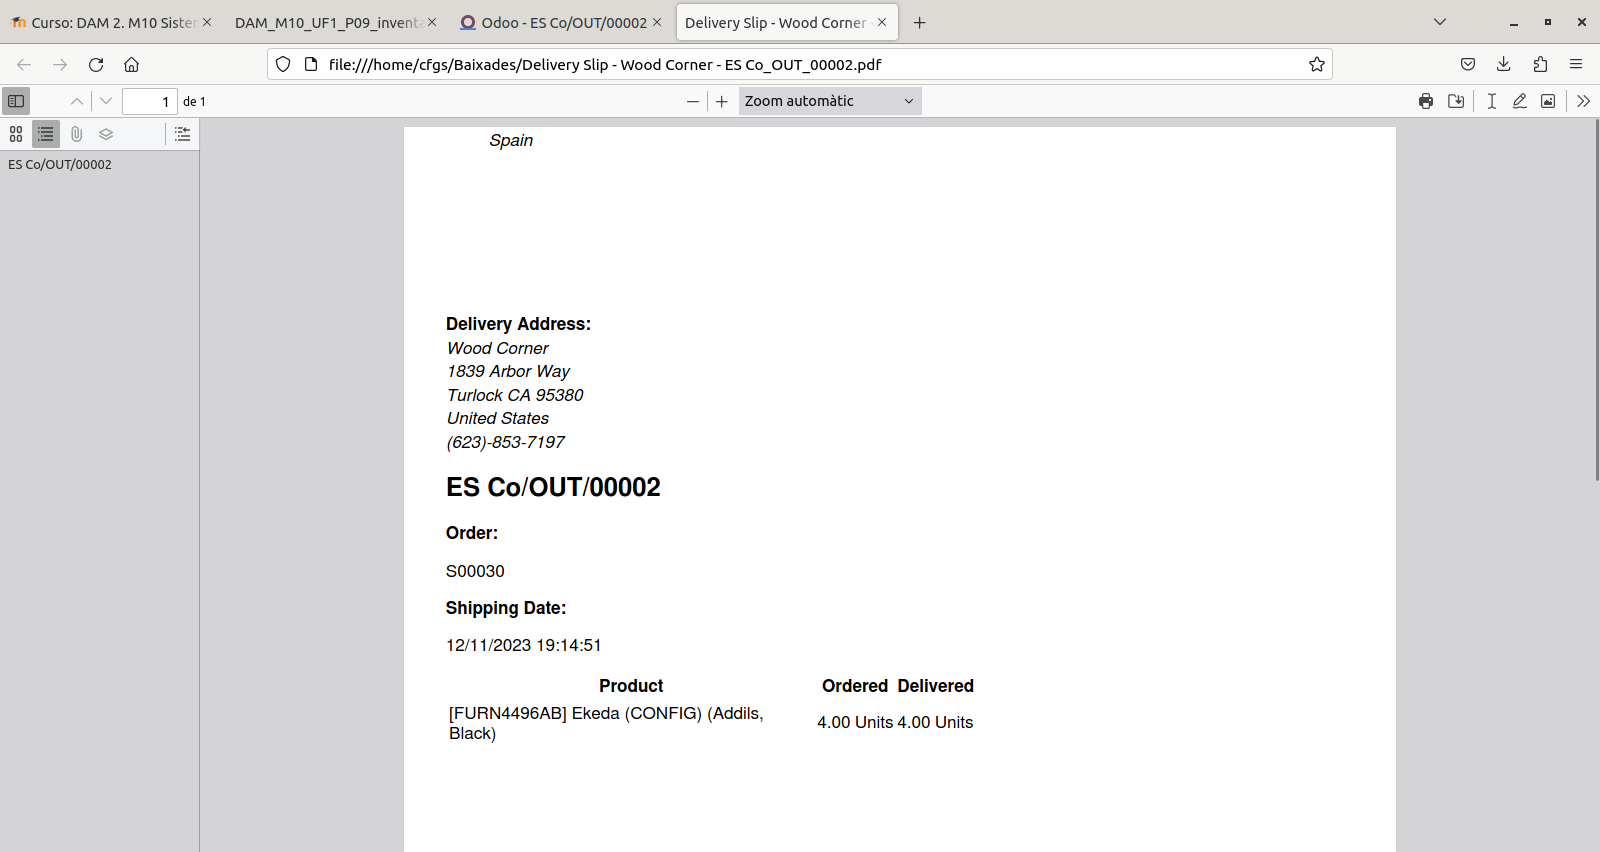 Curso: DAM 2. M10 Sister
DAM_M10_UF1_P09_inventa
Odoo - ES Co/OUT/00002
Delivery Slip - Wood Corner -
file:///home/cfgs/Baixades/Delivery Slip - Wood Corner - ES Co_OUT_00002.pdf
1 de 1
Zoom automàtic
ES Co/OUT/00002
Spain
Delivery Address:
Wood Corner
1839 Arbor Way
Turlock CA 95380
United States
(623)-853-7197
ES Co/OUT/00002
Order:
S00030
Shipping Date:
12/11/2023 19:14:51
Product Ordered Delivered
[FURN4496AB] Ekeda (CONFIG) (Addils,
Black)
4.00 Units 4.00 Units